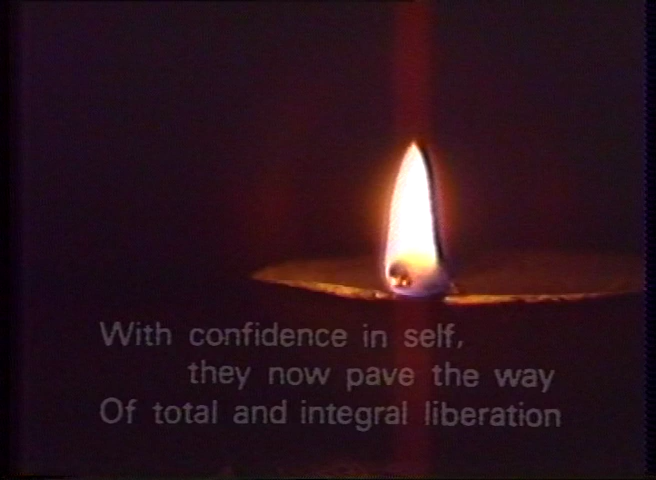 With confidence in self,
they now pave the way
Of total and integral liberation